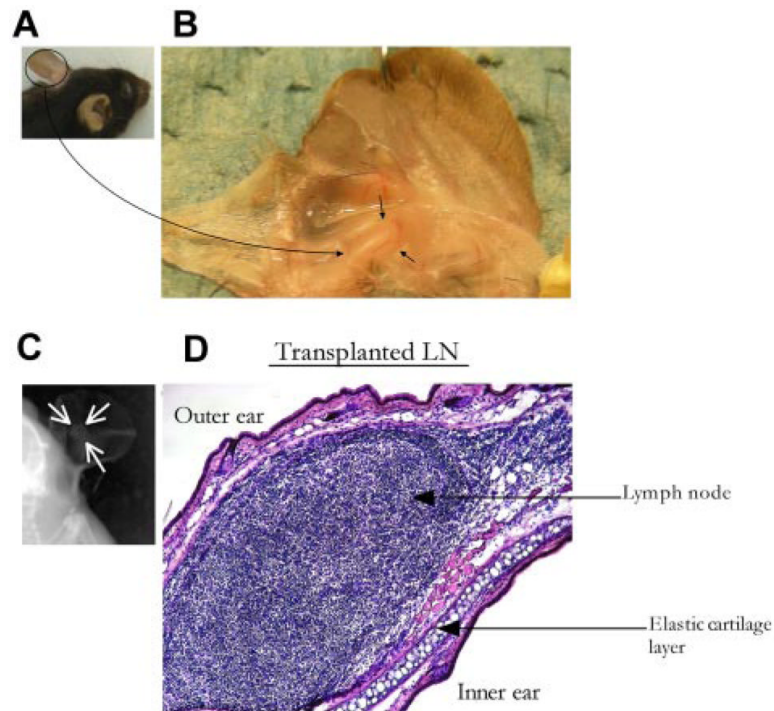 A
B
C
D
Transplanted LN
Outer ear
Lymph node
Elastic cartilage
layer
Inner ear